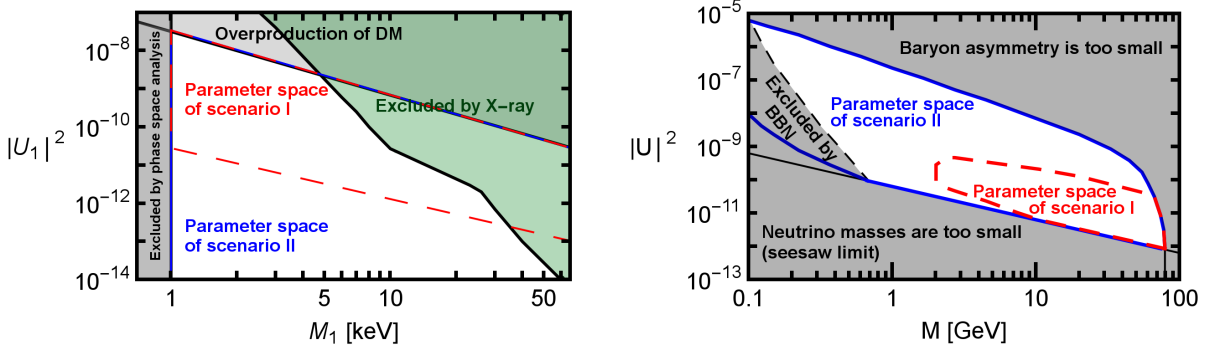 10⁻⁸
10⁻¹⁰
10⁻¹²
10⁻¹⁴
|U₁|²
Excluded by phase space analysis
Overproduction of DM
Parameter space
of scenario I
Excluded by X−ray
Parameter space
of scenario II
1
5
10
50
M₁ [keV]
10⁻⁵
10⁻⁷
10⁻⁹
10⁻¹¹
10⁻¹³
|U|²
Baryon asymmetry is too small
Excluded by
BBN
Parameter space
of scenario II
Parameter space
of scenario I
Neutrino masses are too small
(seesaw limit)
0.1
1
10
100
M [GeV]